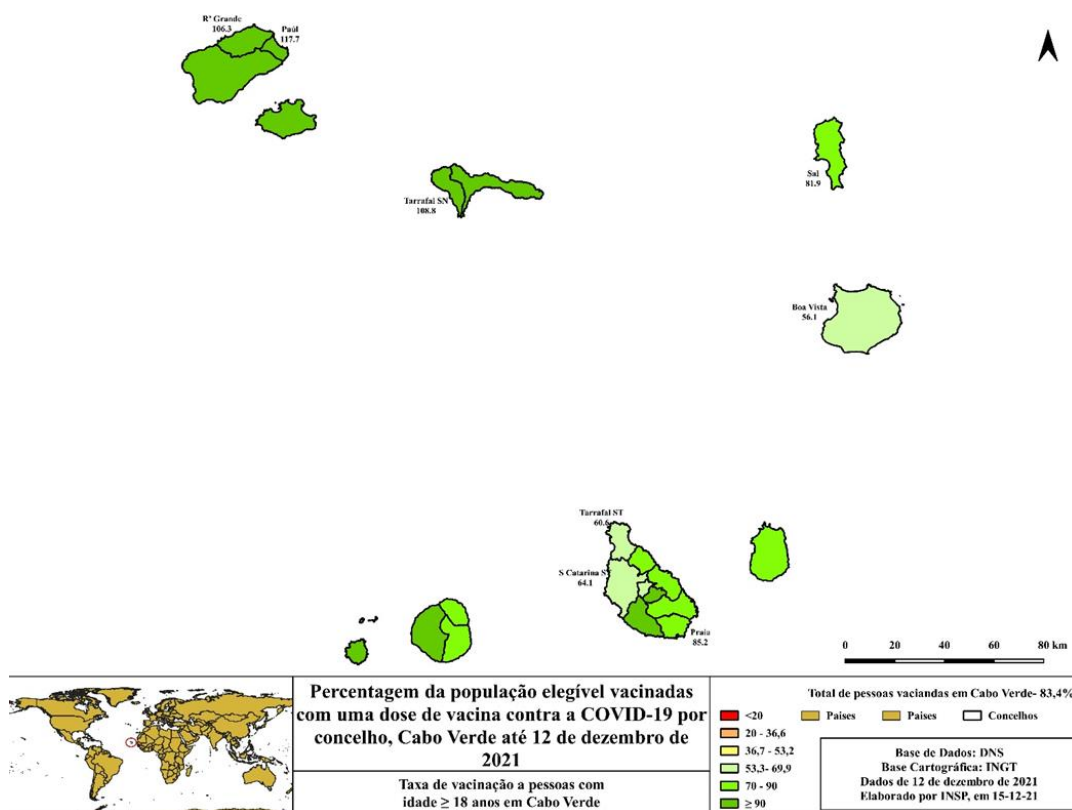 Rª Grande
106.3
Paúl
117.7
Sal
81.9
Tarrafal SN
108.8
Boa Vista
56.1
Tarrafal ST
60.6
S Catarina ST
64.1
Praia
85.2
0 20 40 60 80 km
Percentagem da população elegível vacinadas
com uma dose de vacina contra a COVID-19 por
concelho, Cabo Verde até 12 de dezembro de
2021
Taxa de vacinação a pessoas com
idade ≥ 18 anos em Cabo Verde
<20
20 - 36,6
36,7 - 53,2
53,3- 69,9
70 - 90
≥ 90
Total de pessoas vaciandas em Cabo Verde- 83,4%
Paises Paises Concelhos
Base de Dados: DNS
Base Cartográfica: INGT
Dados de 12 de dezembro de 2021
Elaborado por INSP, em 15-12-21